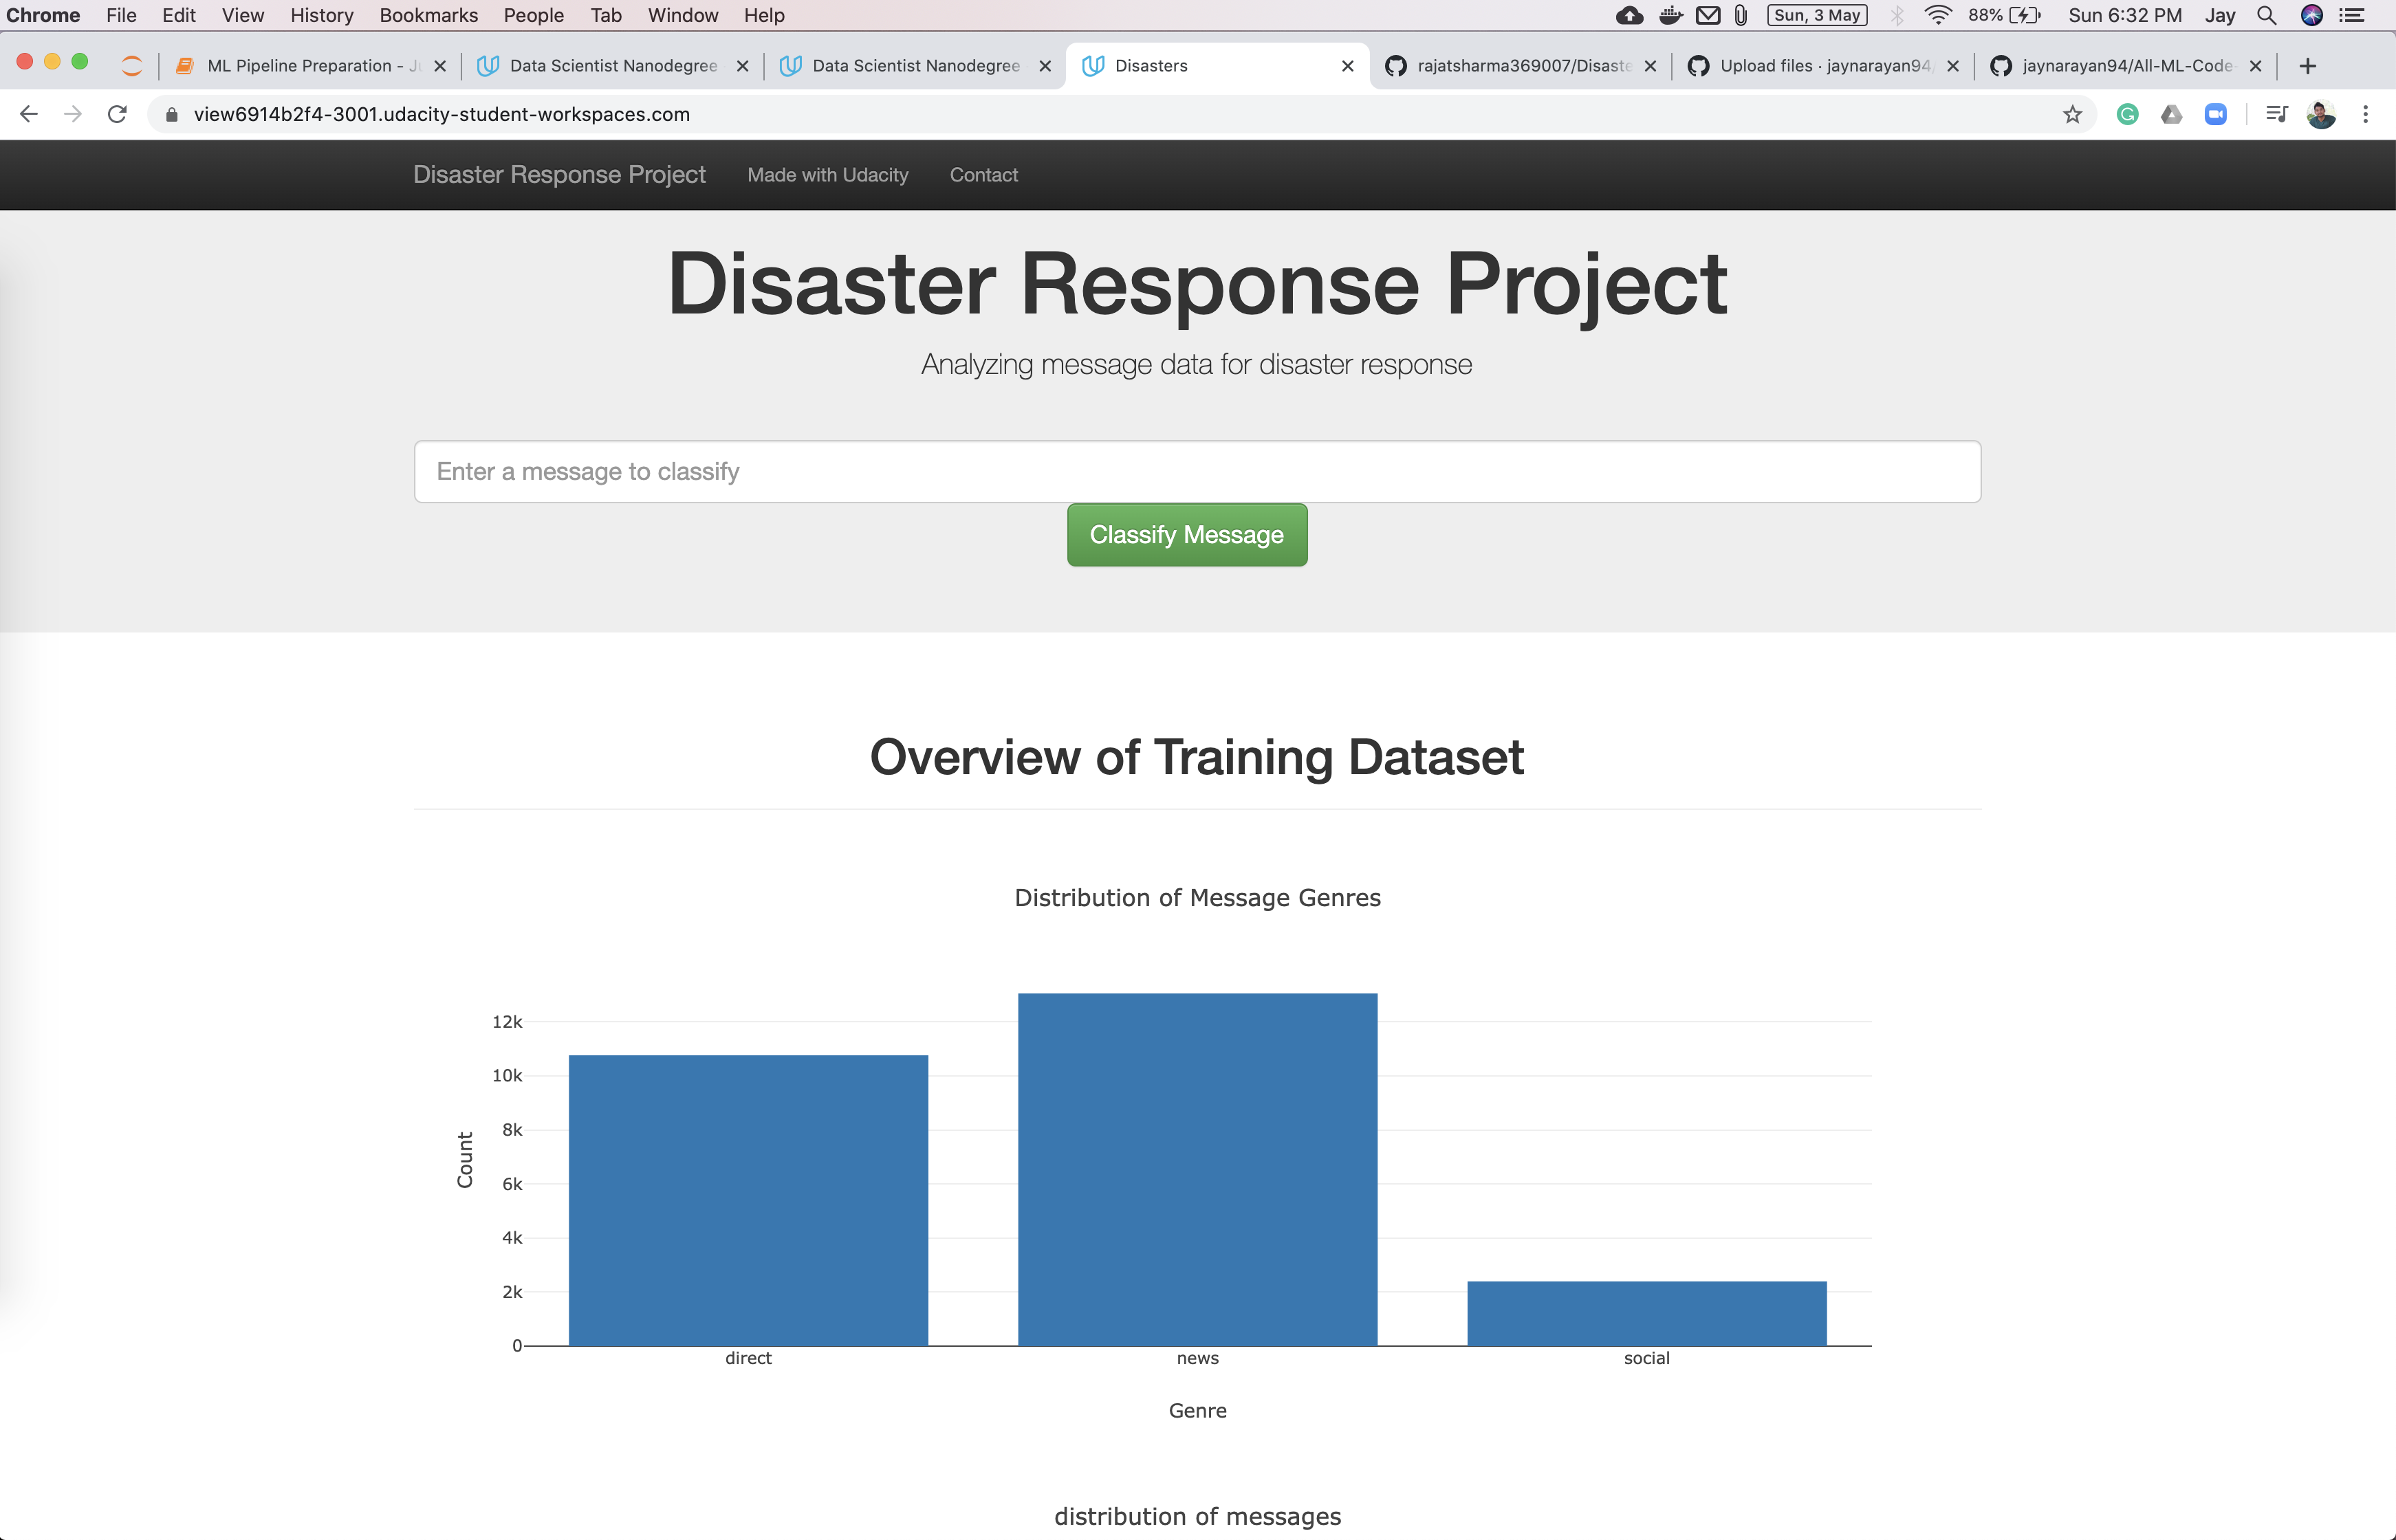 Chrome File Edit View History Bookmarks People Tab Window Help Sun, 3 May 88% Sun 6:32 PM Jay
ML Pipeline Preparation - Data Scientist Nanodegree Data Scientist Nanodegree Disasters rajatsharma369007/Disaste Upload files · jaynarayan94/ jaynarayan94/All-ML-Code-
view6914b2f4-3001.udacity-student-workspaces.com
Disaster Response Project Made with Udacity Contact
Disaster Response Project
Analyzing message data for disaster response
Enter a message to classify
Classify Message
Overview of Training Dataset
Distribution of Message Genres
12k
10k
8k
6k
4k
2k
0
Count
direct news social
Genre
distribution of messages